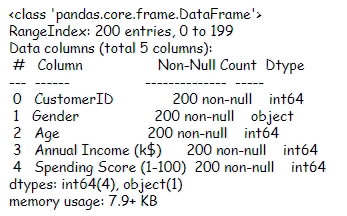 <class 'pandas.core.frame.DataFrame'>
RangeIndex: 200 entries, 0 to 199
Data columns (total 5 columns):
# Column Non-Null Count Dtype
--- ------ -------------- -----
0 CustomerID 200 non-null int64
1 Gender 200 non-null object
2 Age 200 non-null int64
3 Annual Income (k$) 200 non-null int64
4 Spending Score (1-100) 200 non-null int64
dtypes: int64(4), object(1)
memory usage: 7.9+ KB